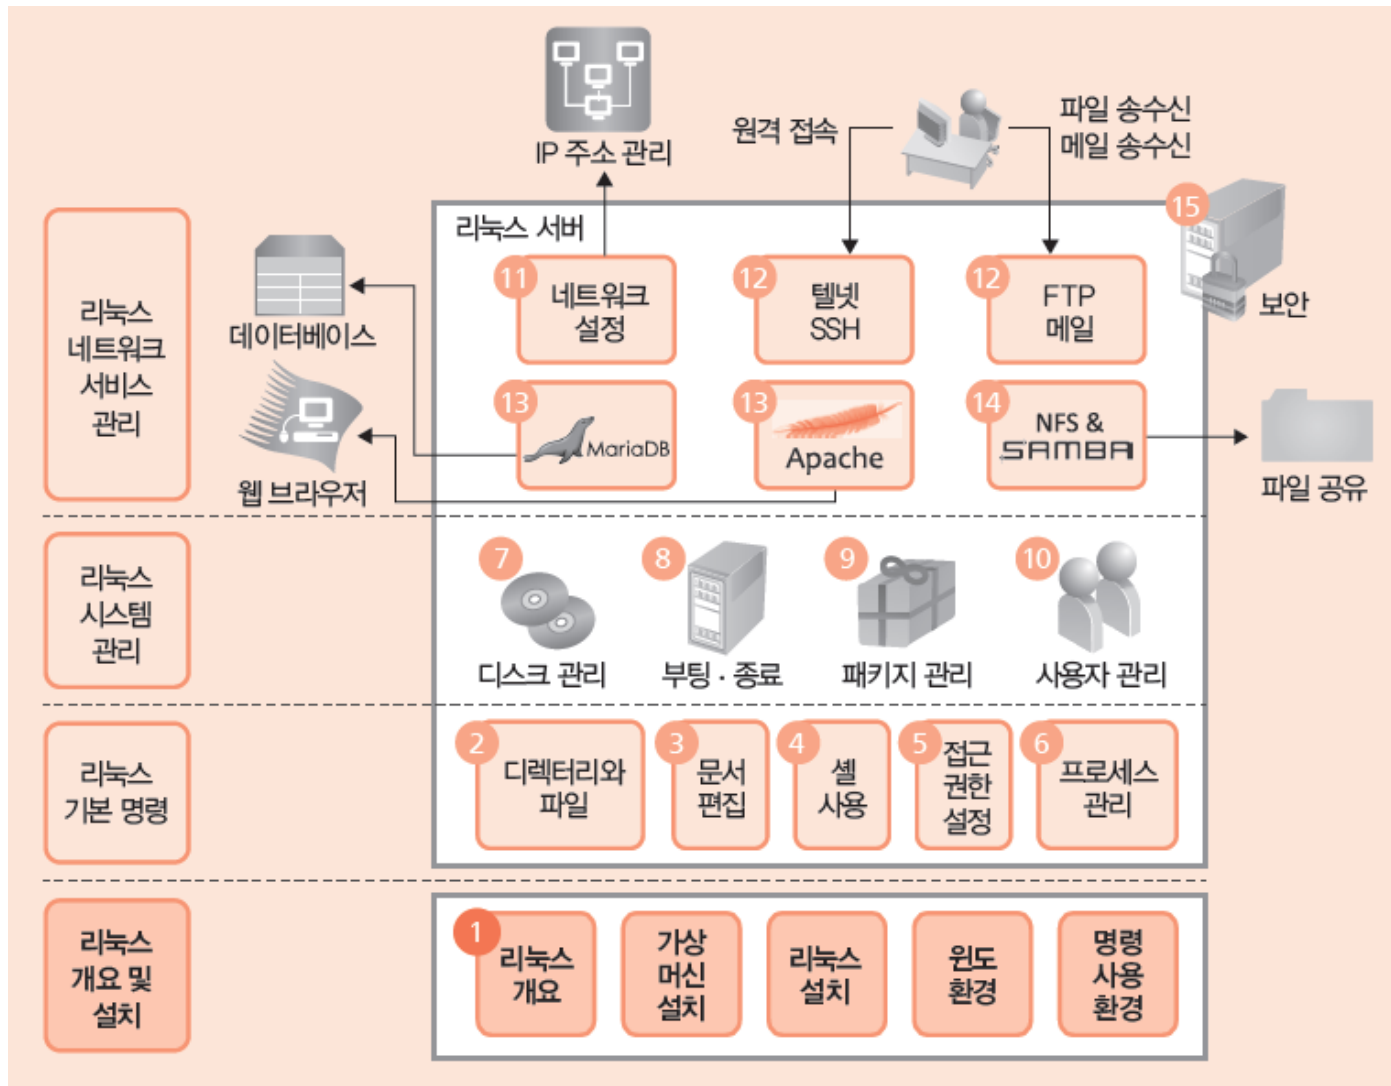 IP 주소 관리
원격 접속
파일 송수신
메일 송수신
리눅스
네트워크
서비스
관리
데이터베이스
웹 브라우저
리눅스 서버
11
네트워크
설정
12
텔넷
SSH
12
FTP
메일
15
보안
13
MariaDB
13
Apache
14
NFS &
SAMBA
파일 공유
리눅스
시스템
관리
7
디스크 관리
8
부팅 · 종료
9
패키지 관리
10
사용자 관리
리눅스
기본 명령
2
디렉터리와
파일
3
문서
편집
4
셸
사용
5
접근
권한
설정
6
프로세스
관리
리눅스
개요 및
설치
1
리눅스
개요
가상
머신
설치
리눅스
설치
윈도
환경
명령
사용
환경